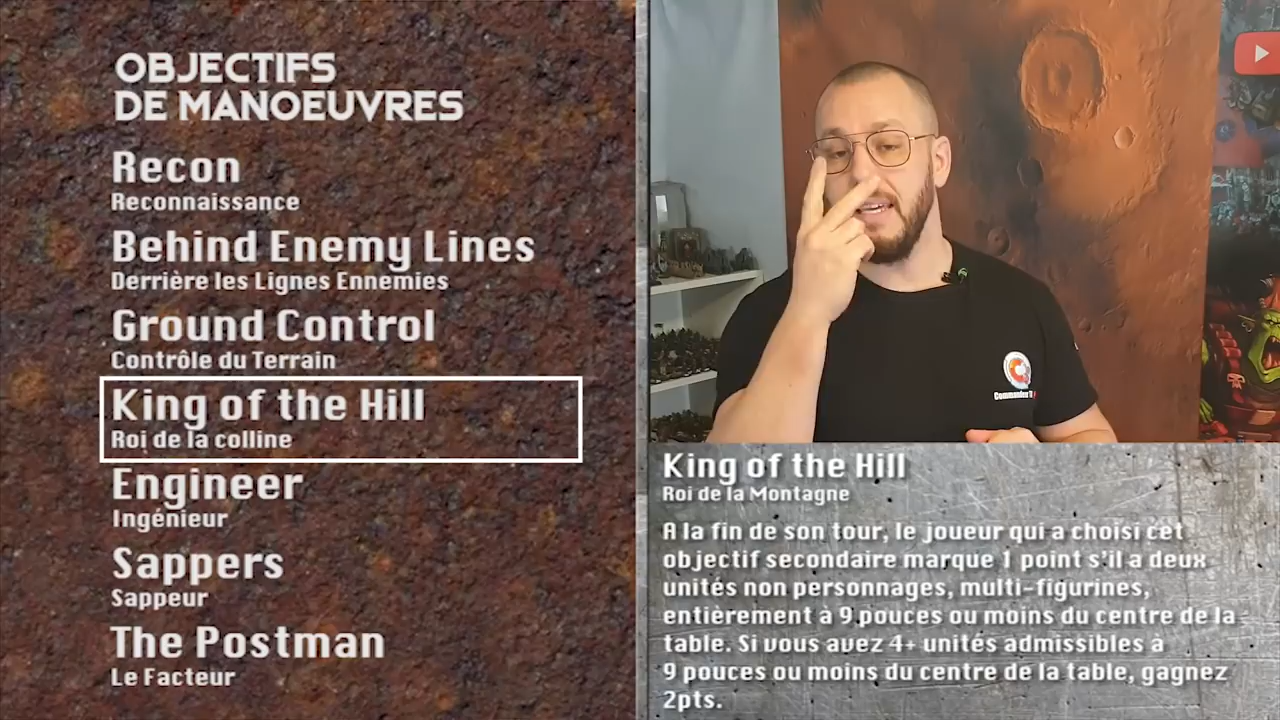 OBJECTIFS
DE MANOEUVRES
Recon
Reconnaissance
Behind Enemy Lines
Derrière les Lignes Ennemies
Ground Control
Contrôle du Terrain
King of the Hill
Roi de la colline
Engineer
Ingénieur
Sappers
Sappeur
The Postman
Le Facteur
King of the Hill
Roi de la Montagne
A la fin de son tour, le joueur qui a choisi cet
objectif secondaire marque 1 point s'il a deux
unités non personnages, multi-figurines,
entièrement à 9 pouces ou moins du centre de la
table. Si vous avez 4+ unités admissibles à
9 pouces ou moins du centre de la table, gagnez
2pts.